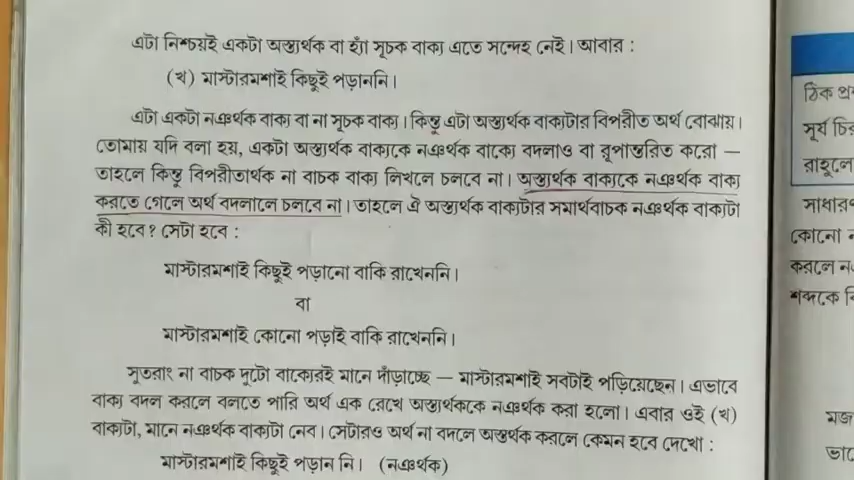 এটা নিশ্চয়ই একটা অস্ত্যর্থক বা হ্যাঁ সূচক বাক্য এতে সন্দেহ নেই। আবার :
(খ) মাস্টারমশাই কিছুই পড়াননি।
এটা একটা নঞর্থক বাক্য বা না সূচক বাক্য। কিন্তু এটা অস্ত্যর্থক বাক্যটার বিপরীত অর্থ বোঝায়।
তোমায় যদি বলা হয়, একটা অস্ত্যর্থক বাক্যকে নঞর্থক বাক্যে বদলাও বা রূপান্তরিত করো —
তাহলে কিন্তু বিপরীতার্থক না বাচক বাক্য লিখলে চলবে না। অস্ত্যর্থক বাক্যকে নঞর্থক বাক্য
করতে গেলে অর্থ বদলালে চলবে না। তাহলে ঐ অস্ত্যর্থক বাক্যটার সমার্থবাচক নঞর্থক বাক্যটা
কী হবে? সেটা হবে :
মাস্টারমশাই কিছুই পড়ানো বাকি রাখেননি।
বা
মাস্টারমশাই কোনো পড়াই বাকি রাখেননি।
সুতরাং না বাচক দুটো বাক্যেরই মানে দাঁড়াচ্ছে — মাস্টারমশাই সবটাই পড়িয়েছেন। এভাবে
বাক্য বদল করলে বলতে পারি অর্থ এক রেখে অস্ত্যর্থককে নঞর্থক করা হলো। এবার ওই (খ)
বাক্যটা, মানে নঞর্থক বাক্যটা নেব। সেটারও অর্থ না বদলে অস্ত্যর্থক করলে কেমন হবে দেখো :
মাস্টারমশাই কিছুই পড়ান নি। (নঞর্থক)
ঠিক
সূর্য
রাহুলে
কোনো
করলে
শব্দকে